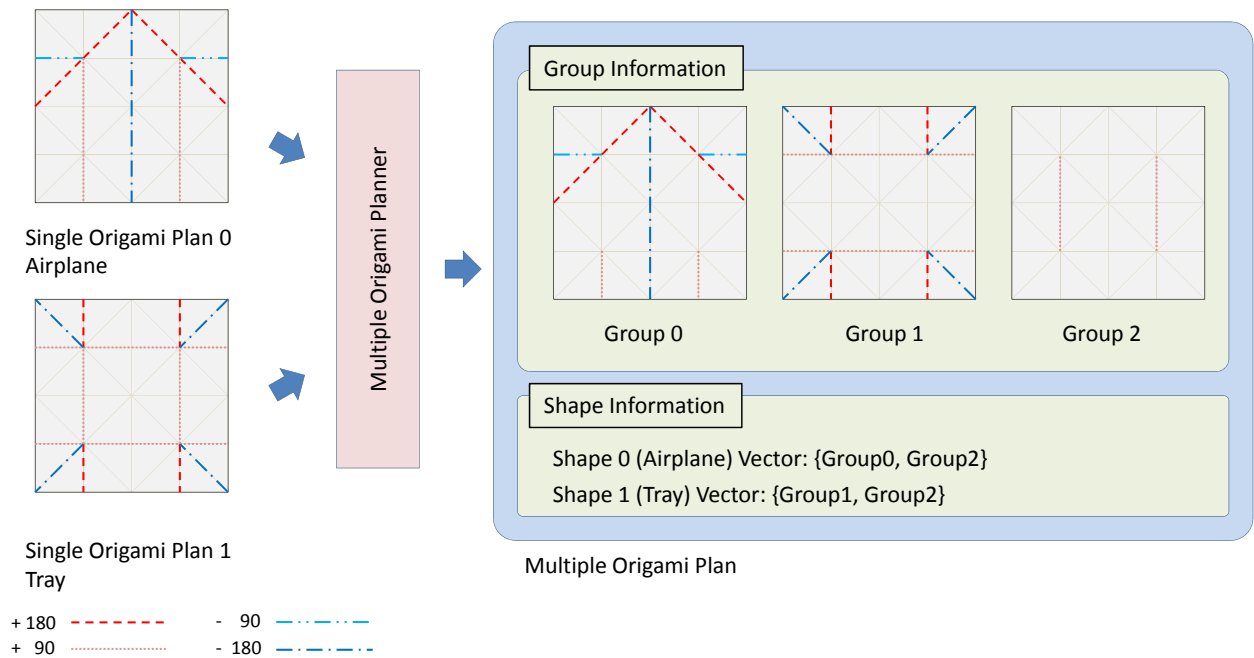 Single Origami Plan 0
Airplane
Single Origami Plan 1
Tray
+ 180
+ 90
- 90
- 180
Multiple Origami Planner
Group Information
Group 0
Group 1
Group 2
Shape Information
Shape 0 (Airplane) Vector: {Group0, Group2}
Shape 1 (Tray) Vector: {Group1, Group2}
Multiple Origami Plan